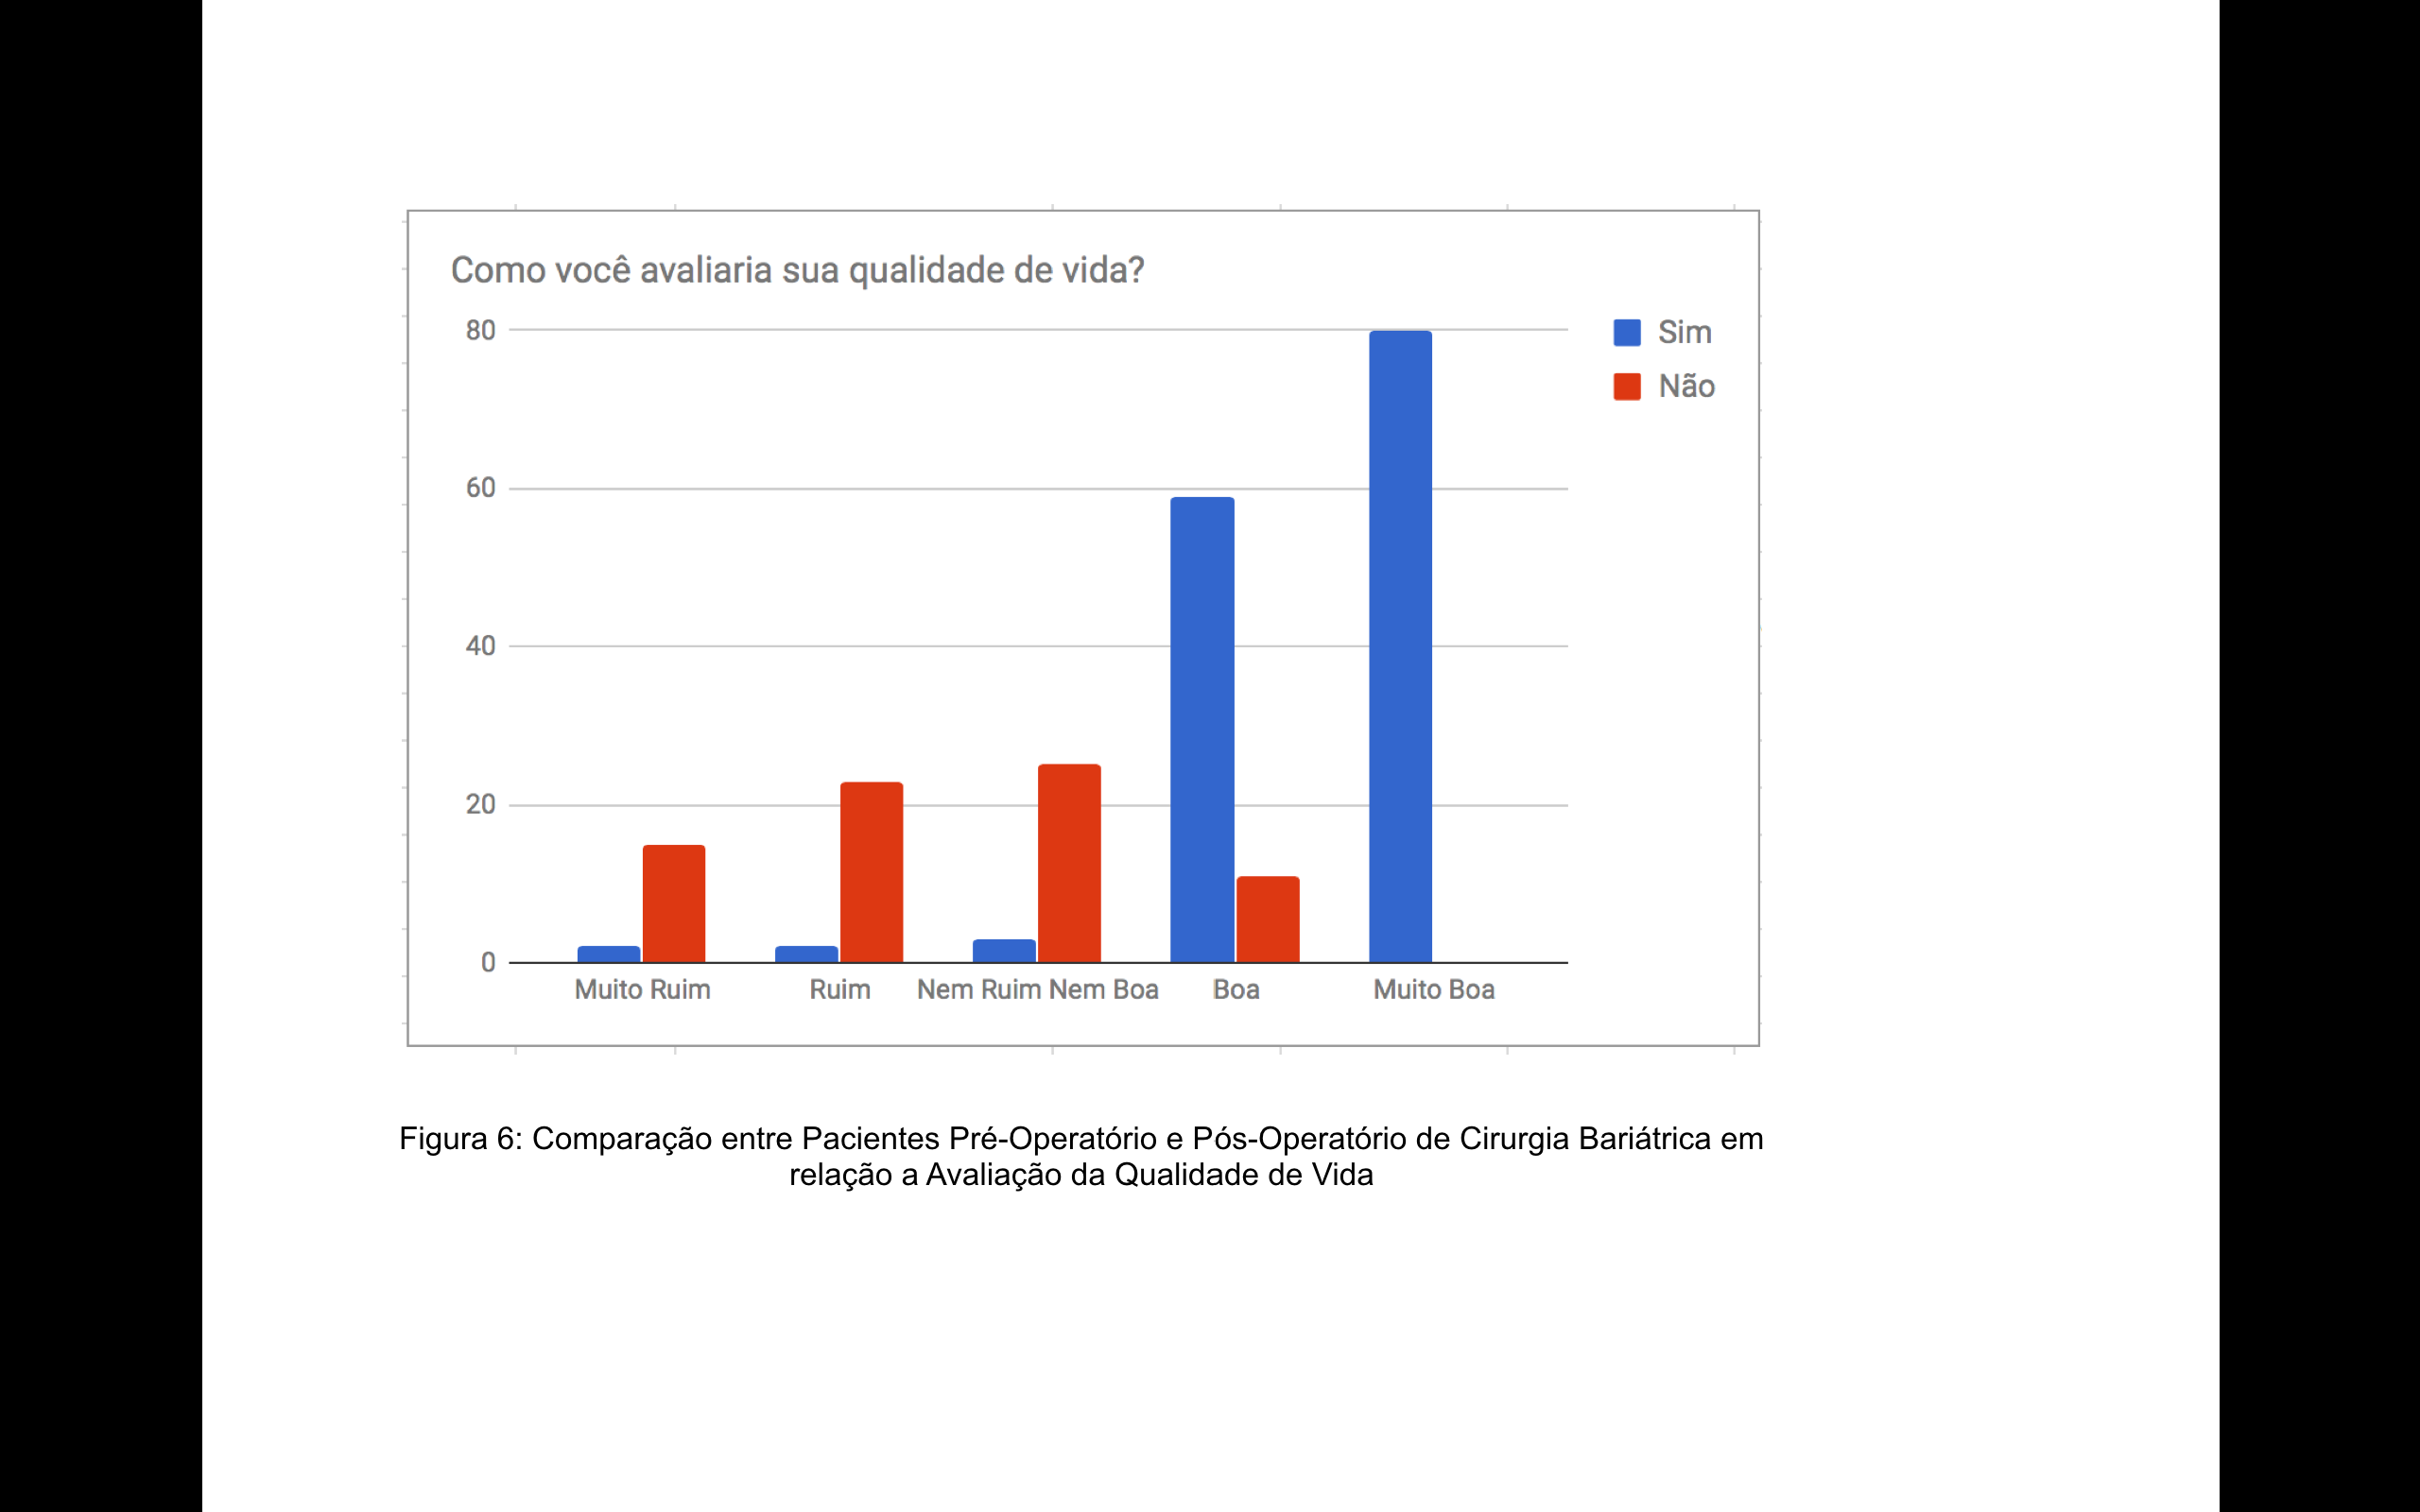 Como você avaliaria sua qualidade de vida?
80
60
40
20
0
Sim
Não
Muito Ruim
Ruim
Nem Ruim Nem Boa
Boa
Muito Boa
Figura 6: Comparação entre Pacientes Pré-Operatório e Pós-Operatório de Cirurgia Bariátrica em
relação a Avaliação da Qualidade de Vida